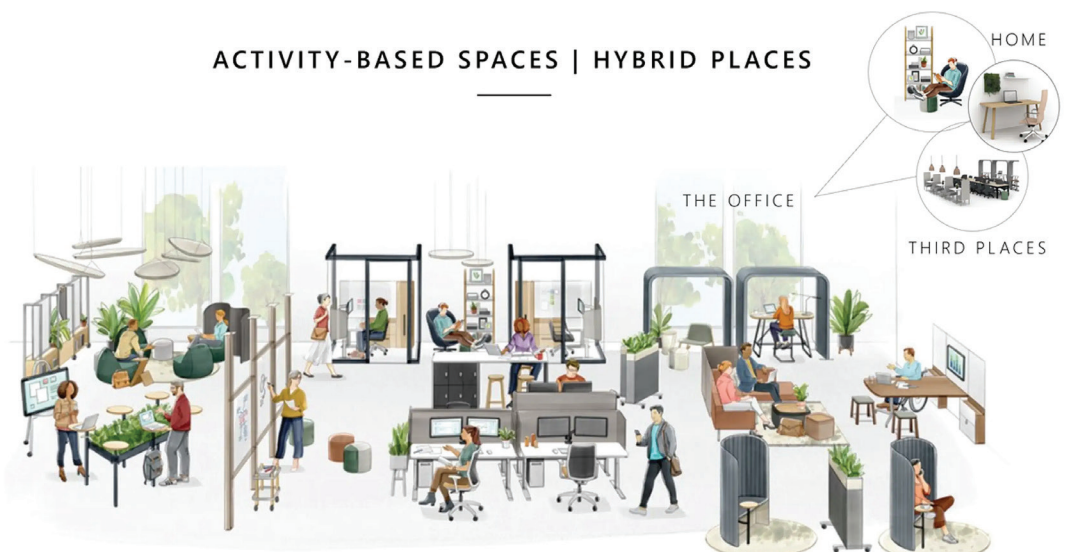 ACTIVITY-BASED SPACES | HYBRID PLACES
HOME
THE OFFICE
THIRD PLACES